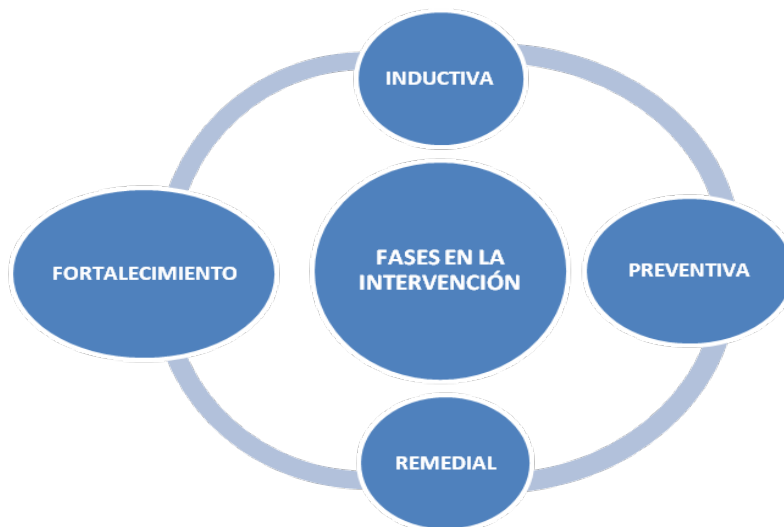 INDUCTIVA
FORTALECIMIENTO
FASES EN LA
INTERVENCIÓN
PREVENTIVA
REMEDIAL